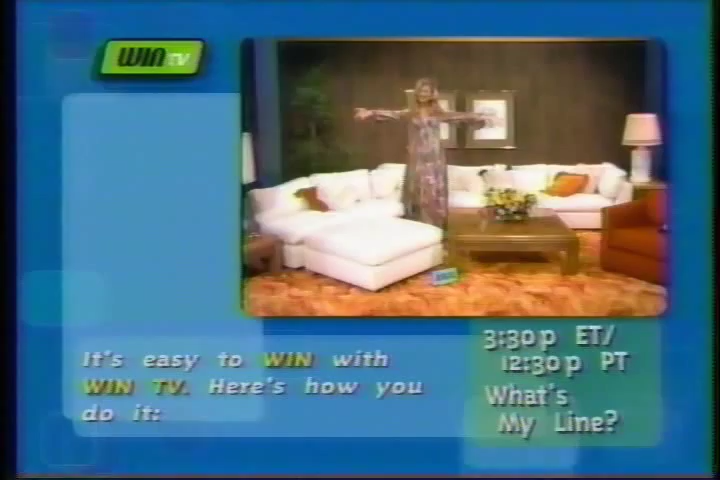 WIN TV
It's easy to WIN with
WIN TV. Here's how you
do it:
3:30p ET/
12:30p PT
What's
My Line?